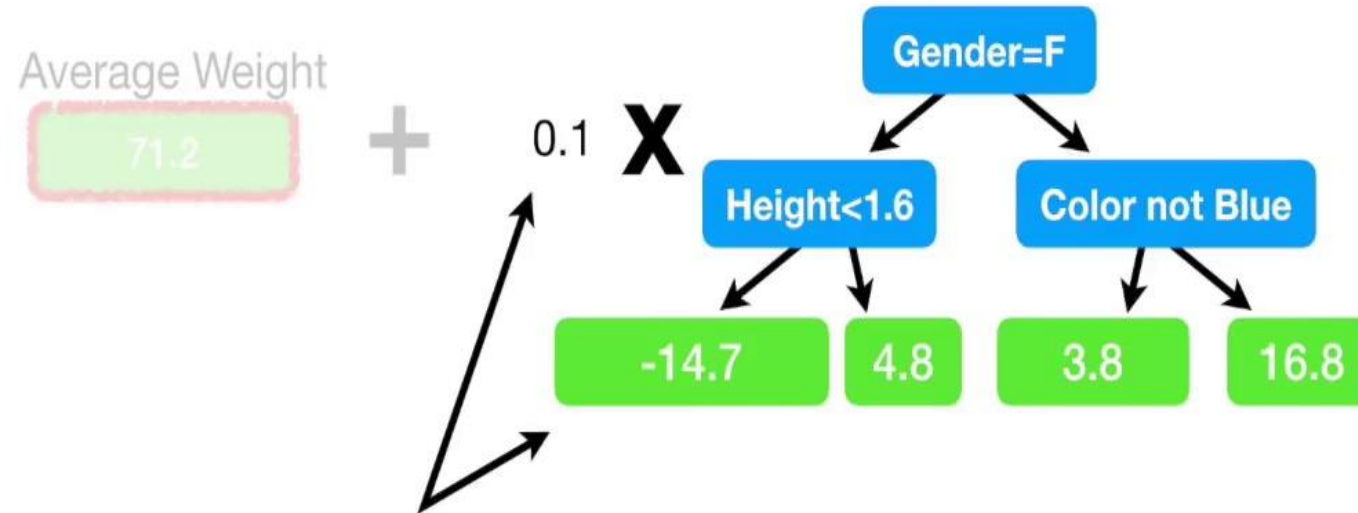 Gender=F
Average Weight
71.2
+
0.1 X
Height<1.6
Color not Blue
-14.7
4.8
3.8
16.8